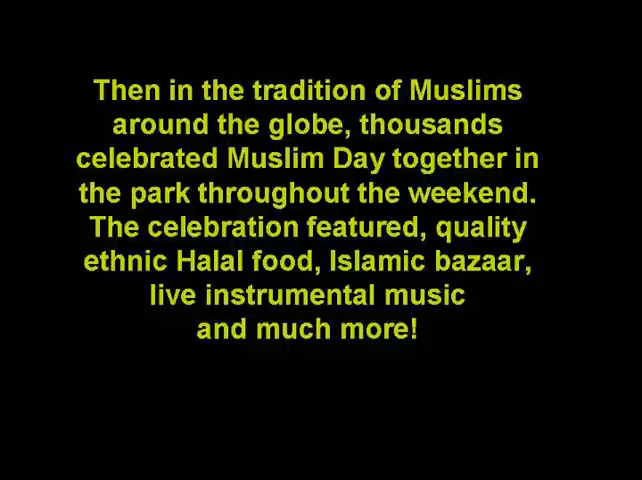 Then in the tradition of Muslims
around the globe, thousands
celebrated Muslim Day together in
the park throughout the weekend.
The celebration featured, quality
ethnic Halal food, Islamic bazaar,
live instrumental music
and much more!